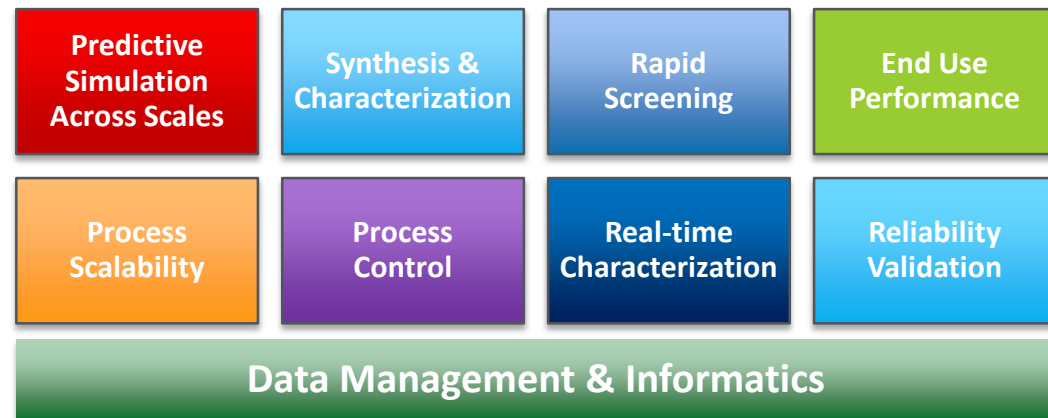 Predictive
Simulation
Across Scales
Synthesis &
Characterization
Rapid
Screening
End Use
Performance
Process
Scalability
Process
Control
Real-time
Characterization
Reliability
Validation
Data Management & Informatics